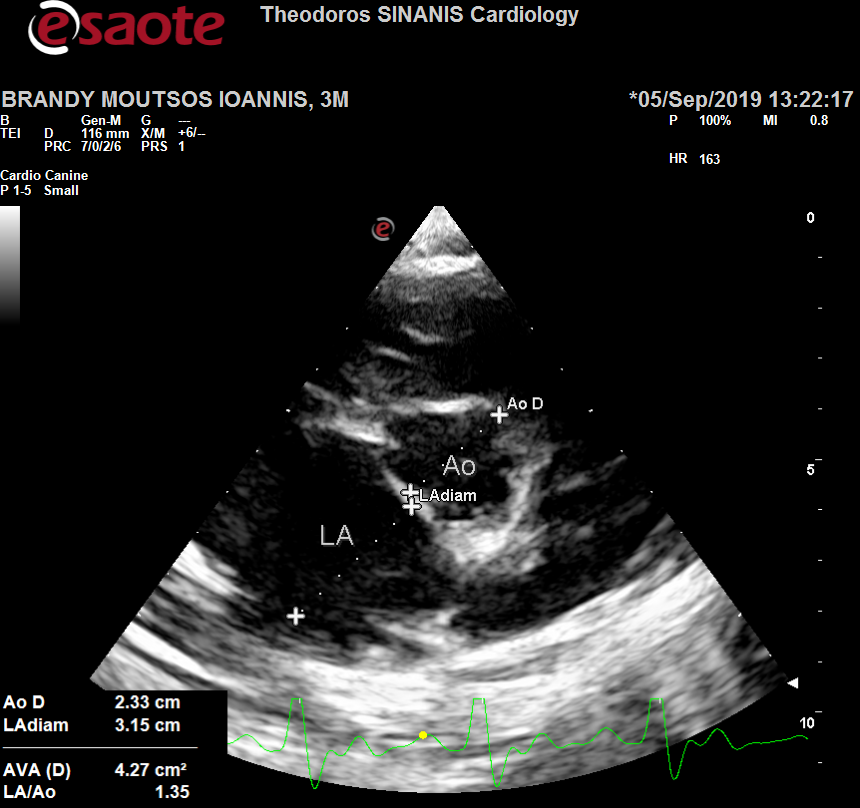 esaote
Theodoros SINANIS Cardiology
BRANDY MOUTSOS IOANNIS, 3M
*05/Sep/2019 13:22:17
B Gen-M G ---
TEI D 116 mm X/M +6/--
PRC 7/0/2/6 PRS 1
P 100% MI 0.8
HR 163
Cardio Canine
P 1-5 Small
e
0
Ao D
Ao
5
LAdiam
LA
10
Ao D 2.33 cm
LAdiam 3.15 cm
AVA (D) 4.27 cm²
LA/Ao 1.35